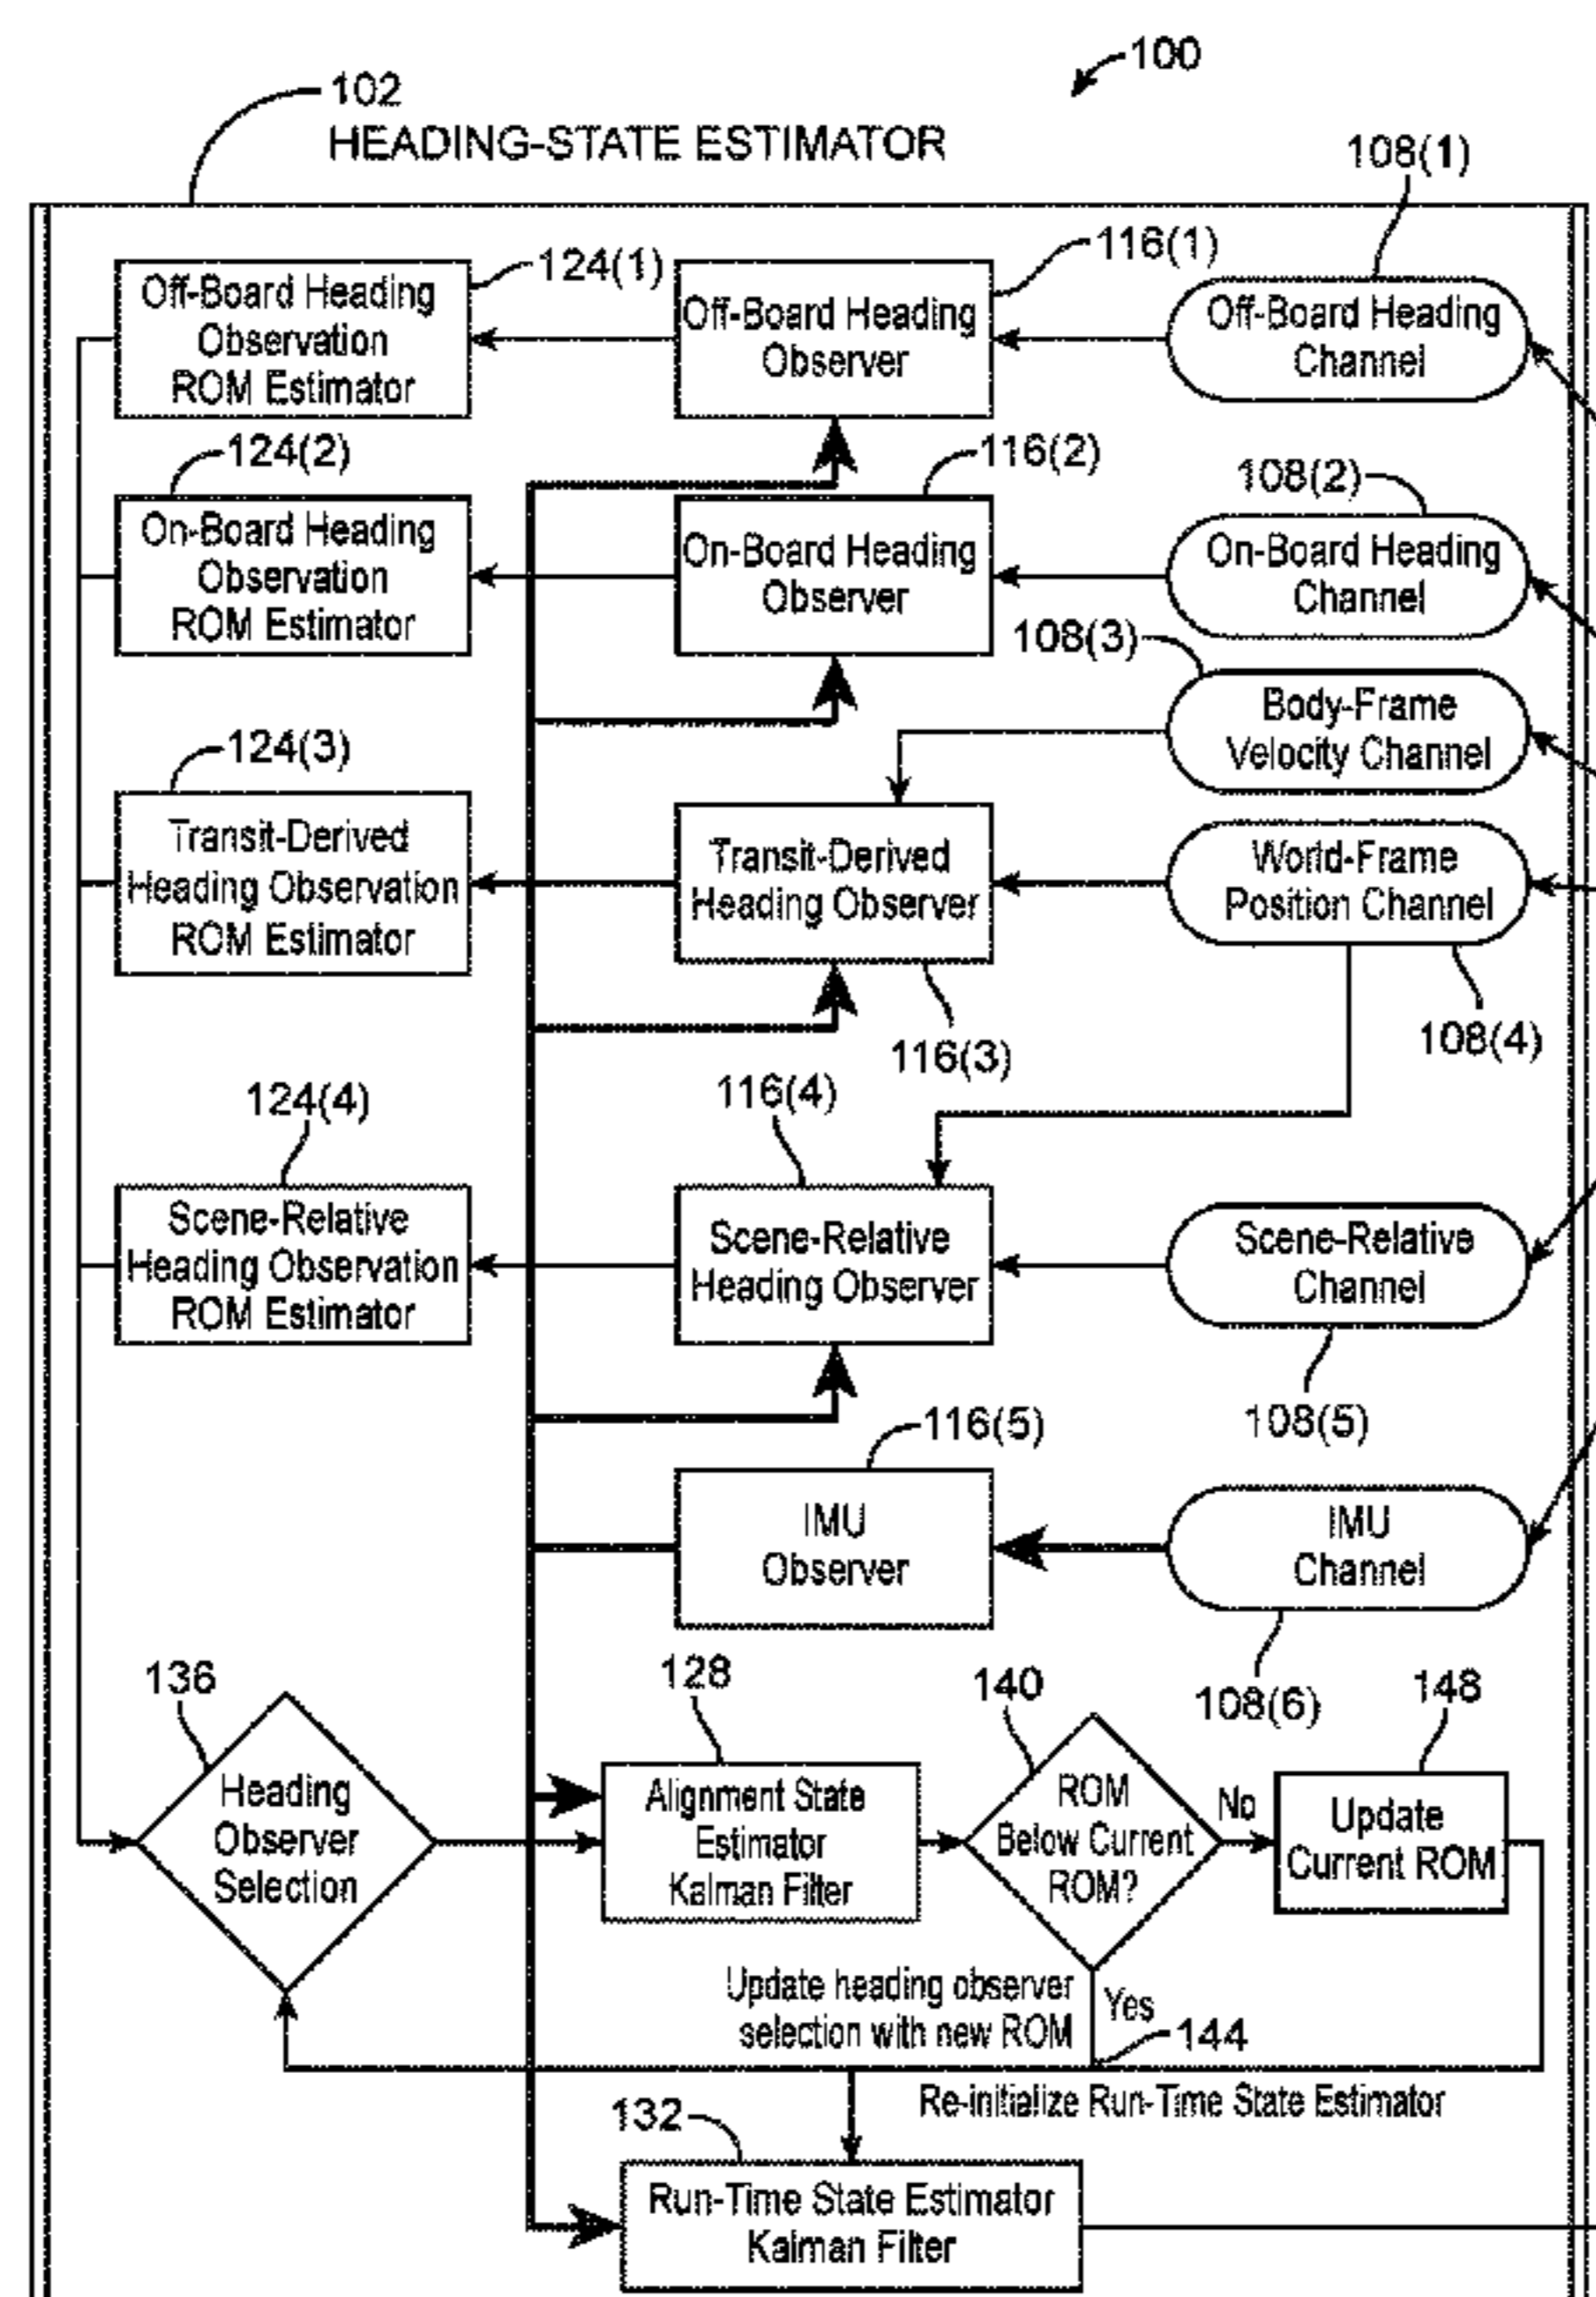 100
102
HEADING-STATE ESTIMATOR
108(1)
124(1)
116(1)
Off-Board Heading
Observation
ROM Estimator
Off-Board Heading
Observer
Off-Board Heading
Channel
124(2)
116(2)
108(2)
On-Board Heading
Observation
ROM Estimator
On-Board Heading
Observer
On-Board Heading
Channel
108(3)
Body-Frame
Velocity Channel
124(3)
Transit-Derived
Heading Observation
ROM Estimator
Transit-Derived
Heading Observer
World-Frame
Position Channel
116(3)
108(4)
124(4)
116(4)
Scene-Relative
Heading Observation
ROM Estimator
Scene-Relative
Heading Observer
Scene-Relative
Channel
108(5)
116(5)
IMU
Observer
IMU
Channel
108(6)
136
128
140
148
Heading
Observer
Selection
Alignment State
Estimator
Kalman Filter
ROM
Below Current
ROM?
No
Update
Current ROM
Update heading observer
selection with new ROM
Yes
144
Re-initialize Run-Time State Estimator
132
Run-Time State Estimator
Kalman Filter